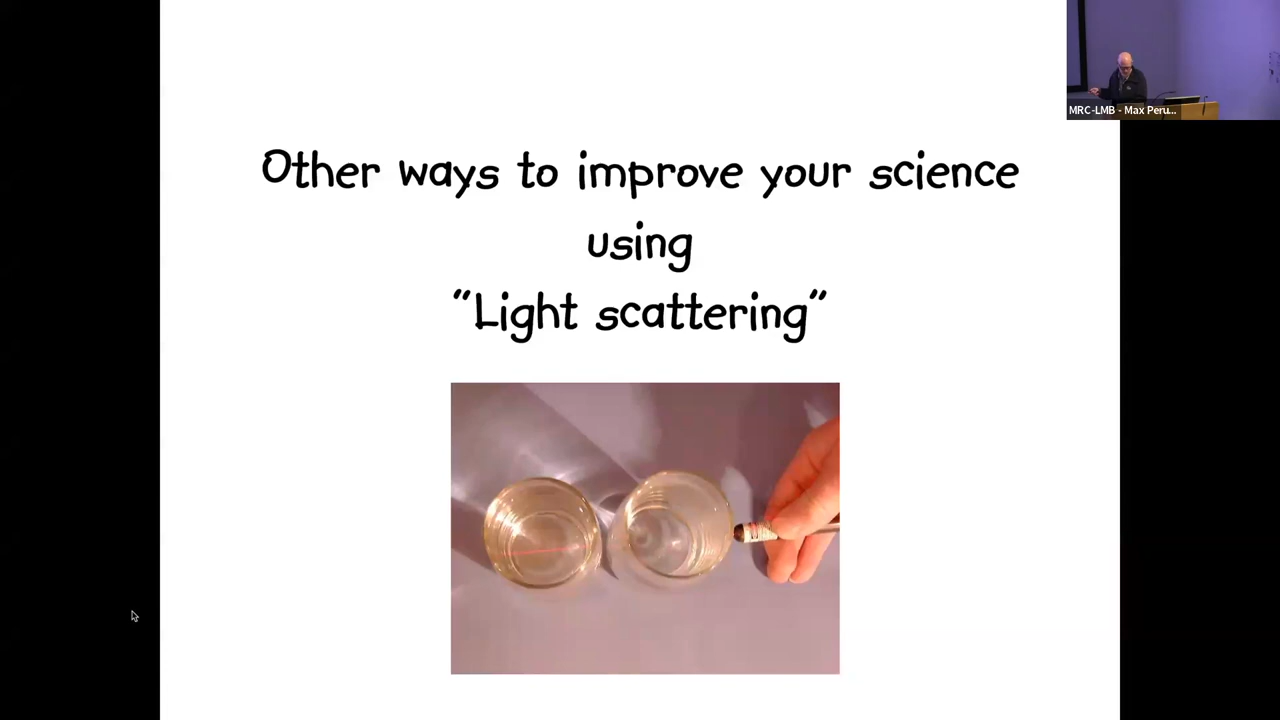 MRC-LMB - Max Peru...
Other ways to improve your science
using
“Light scattering”